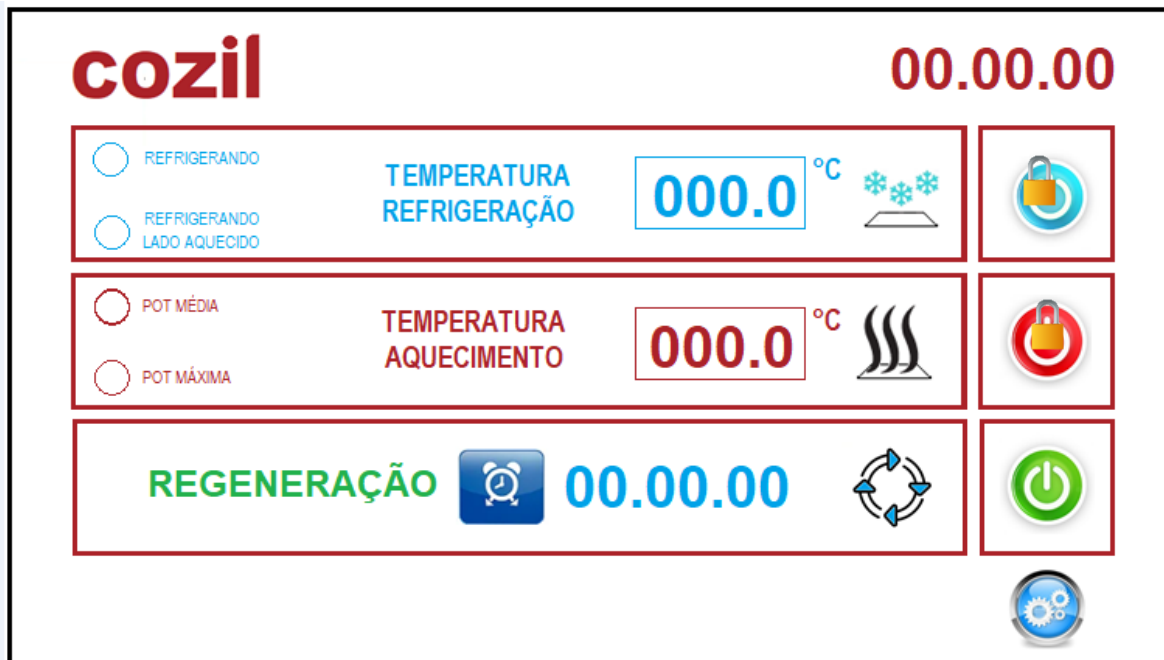 cozil
00.00.00
REFRIGERANDO
REFRIGERANDO
LADO AQUECIDO
TEMPERATURA
REFRIGERAÇÃO
000.0
°C
POT MÉDIA
POT MÁXIMA
TEMPERATURA
AQUECIMENTO
000.0
°C
REGENERAÇÃO
00.00.00